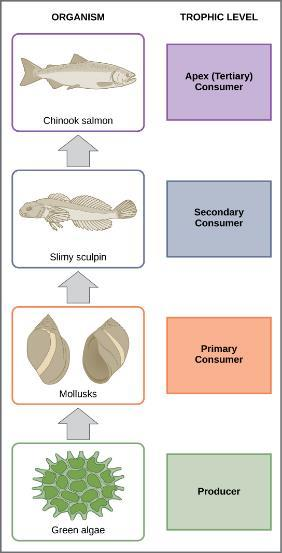 ORGANISM
TROPHIC LEVEL
Chinook salmon
Apex (Tertiary)
Consumer
Slimy sculpin
Secondary
Consumer
Mollusks
Primary
Consumer
Green algae
Producer